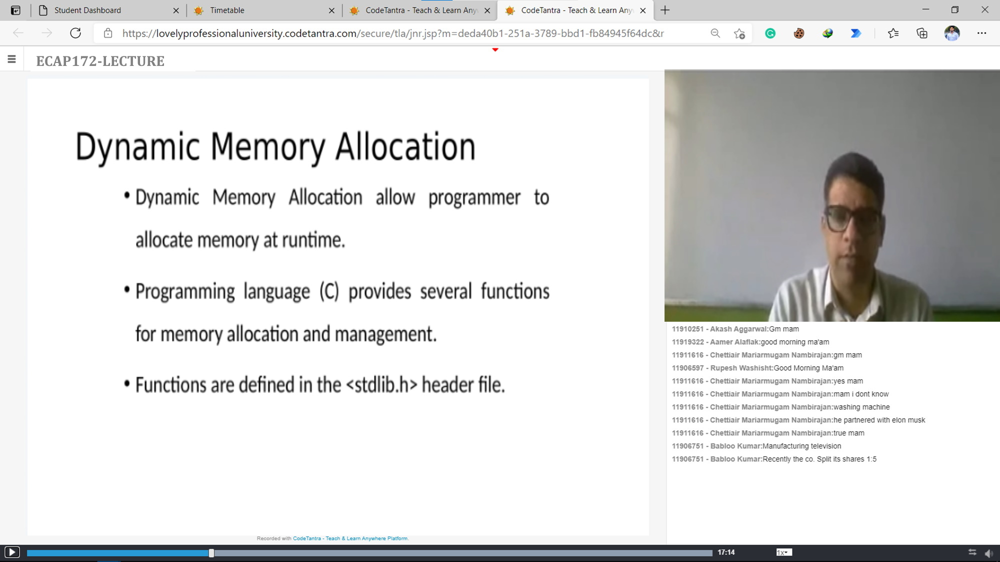 Student Dashboard
Timetable
CodeTantra - Teach & Learn Any
CodeTantra - Teach & Learn Any
https://lovelyprofessionaluniversity.codetantra.com/secure/tla/jnr.jsp?m=deda40b1-251a-3789-bbd1-fb84945f64dc&r
ECAP172-LECTURE
Dynamic Memory Allocation
• Dynamic Memory Allocation allow programmer to
allocate memory at runtime.
• Programming language (C) provides several functions
for memory allocation and management.
• Functions are defined in the <stdlib.h> header file.
11910251 - Akash Aggarwal:Gm mam
11919322 - Aamer Alaflak:good morning ma'am
11911616 - Chettiair Mariarmugam Nambirajan:gm mam
11906597 - Rupesh Washisht:Good Morning Ma'am
11911616 - Chettiair Mariarmugam Nambirajan:yes mam
11911616 - Chettiair Mariarmugam Nambirajan:mam i dont know
11911616 - Chettiair Mariarmugam Nambirajan:washing machine
11911616 - Chettiair Mariarmugam Nambirajan:he partnered with elon musk
11911616 - Chettiair Mariarmugam Nambirajan:true mam
11906751 - Babloo Kumar:Manufacturing television
11906751 - Babloo Kumar:Recently the co. Split its shares 1:5
Recorded with CodeTantra - Teach & Learn Anywhere Platform.
17:14
1x